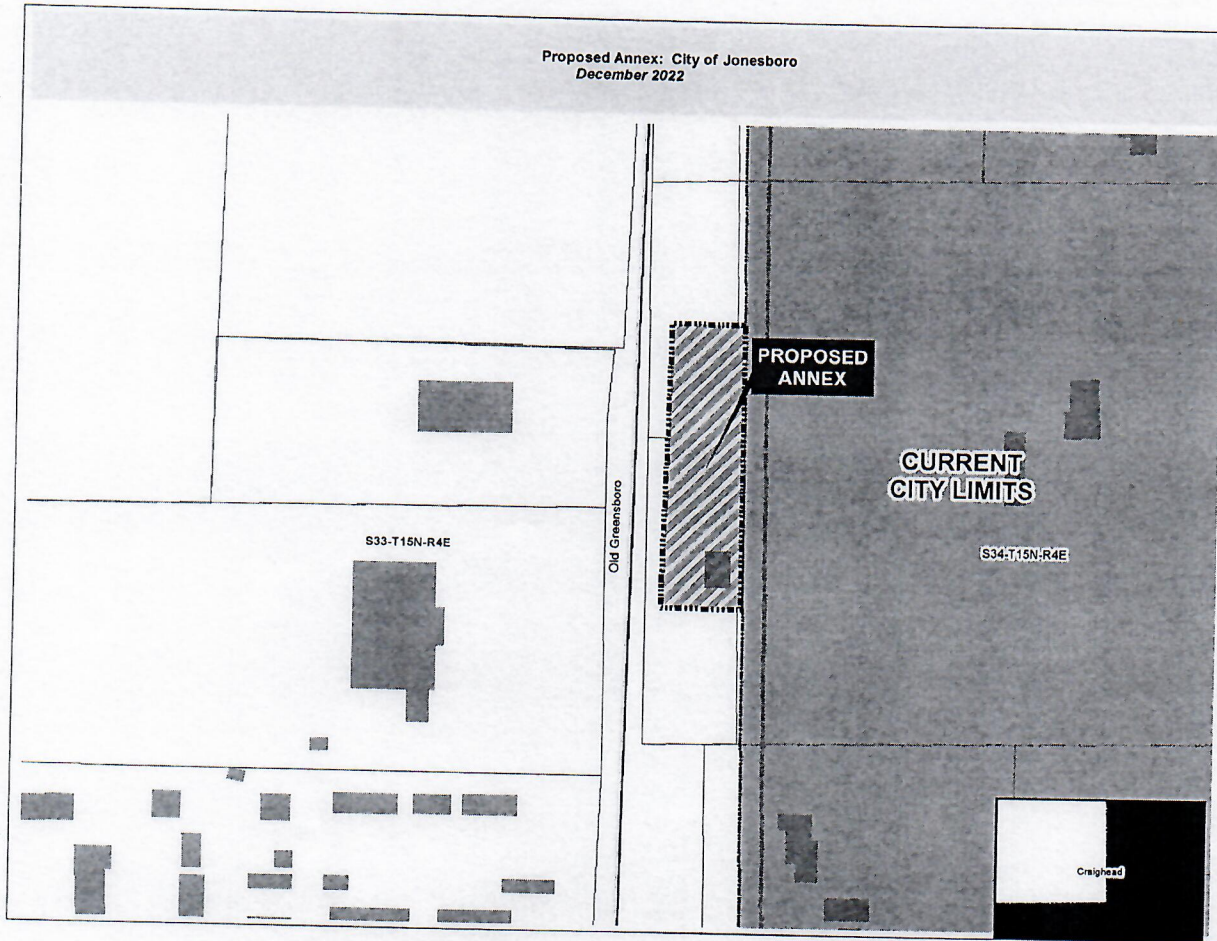 Proposed Annex: City of Jonesboro
December 2022
PROPOSED
ANNEX
CURRENT
CITY LIMITS
Old Greensboro
S33-T15N-R4E
S34-T15N-R4E
Craighead